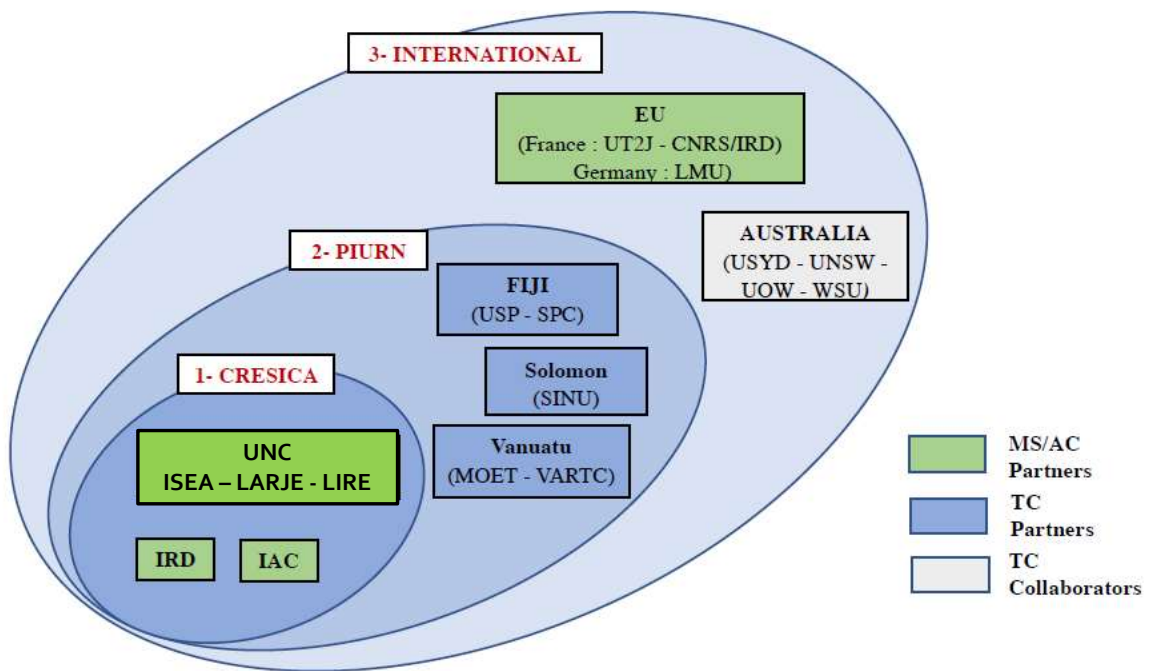 3- INTERNATIONAL
EU
(France : UT2J - CNRS/IRD)
Germany : LMU)
AUSTRALIA
(USYD - UNSW -
UOW - WSU)
2- PIURN
FIJI
(USP - SPC)
Solomon
(SINU)
Vanuatu
(MOET - VARTC)
1- CRESICA
UNC
ISEA – LARJE - LIRE
IRD
IAC
MS/AC
Partners
TC
Partners
TC
Collaborators